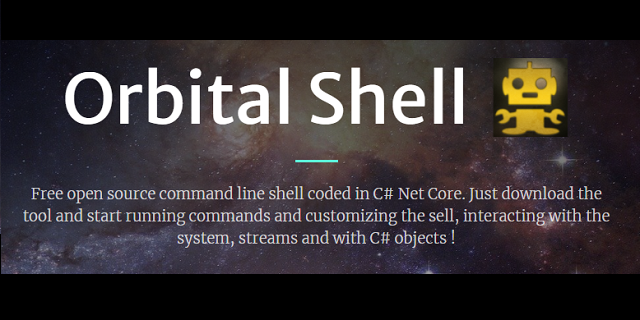 Orbital Shell
Free open source command line shell coded in C# Net Core. Just download the
tool and start running commands and customizing the sell, interacting with the
system, streams and with C# objects !